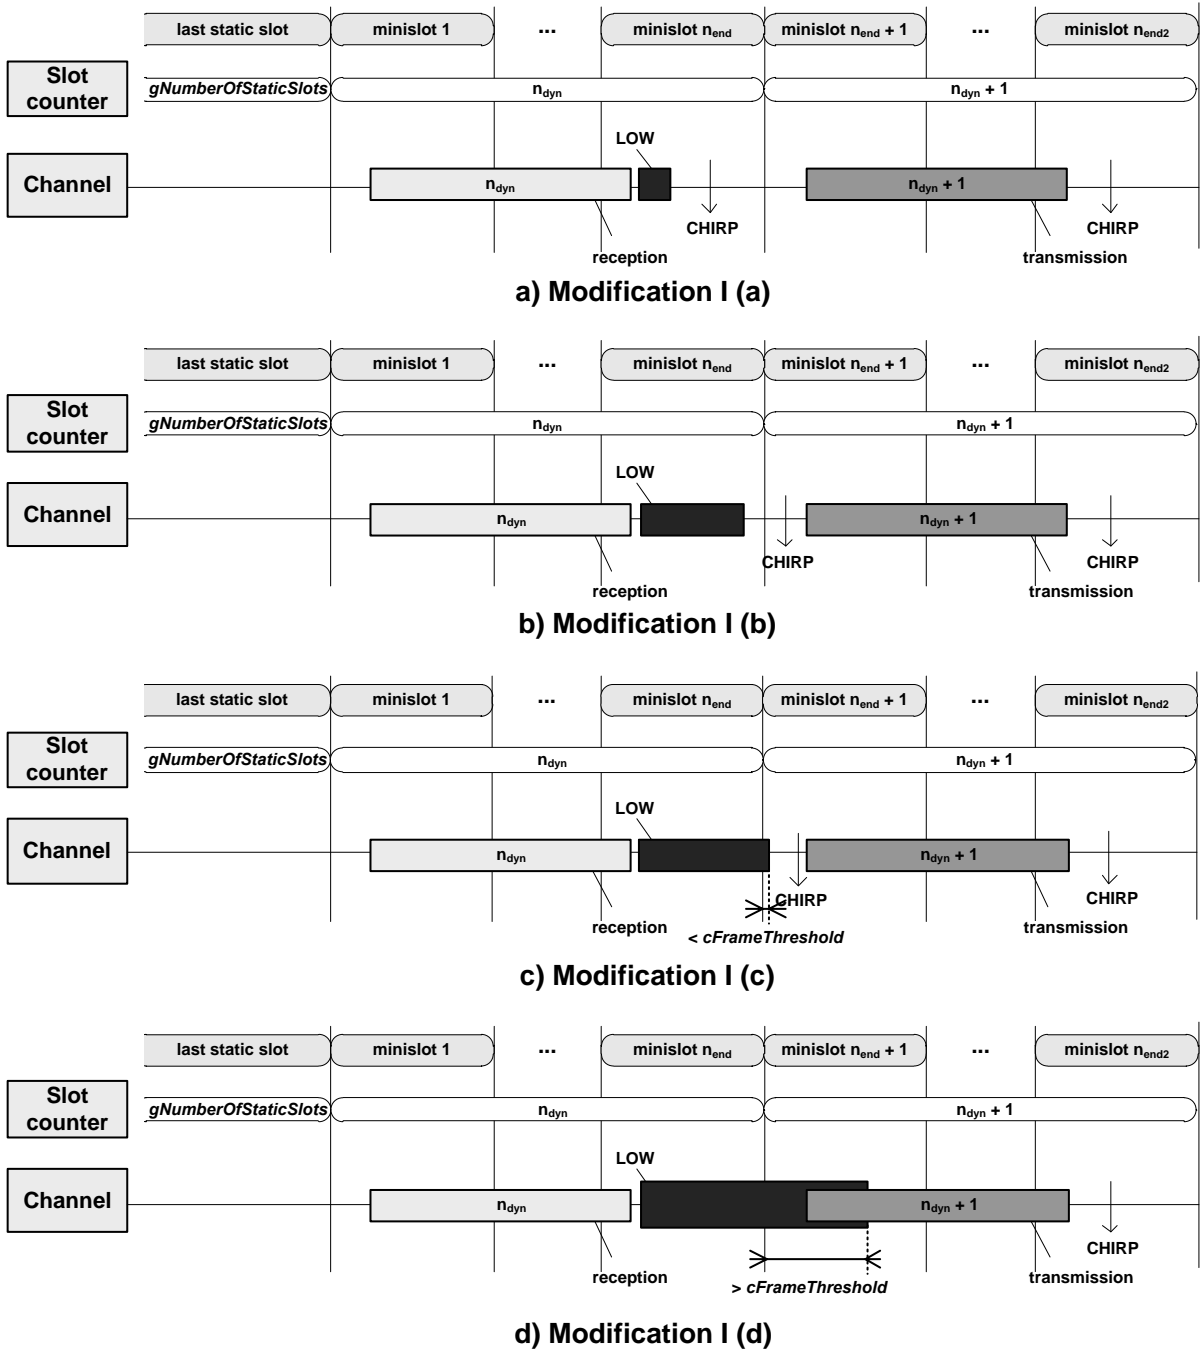 last static slot minislot 1 ... minislot nend minislot nend + 1 ... minislot nend2
Slot counter
gNumberOfStaticSlots ndyn ndyn + 1
LOW
Channel
ndyn ndyn + 1
CHIRP CHIRP
reception transmission
a) Modification I (a)
last static slot minislot 1 ... minislot nend minislot nend + 1 ... minislot nend2
Slot counter
gNumberOfStaticSlots ndyn ndyn + 1
LOW
Channel
ndyn ndyn + 1
CHIRP CHIRP
reception transmission
b) Modification I (b)
last static slot minislot 1 ... minislot nend minislot nend + 1 ... minislot nend2
Slot counter
gNumberOfStaticSlots ndyn ndyn + 1
LOW
Channel
ndyn ndyn + 1
CHIRP CHIRP
reception transmission
< cFrameThreshold
c) Modification I (c)
last static slot minislot 1 ... minislot nend minislot nend + 1 ... minislot nend2
Slot counter
gNumberOfStaticSlots ndyn ndyn + 1
LOW
Channel
ndyn ndyn + 1
CHIRP
reception transmission
> cFrameThreshold
d) Modification I (d)